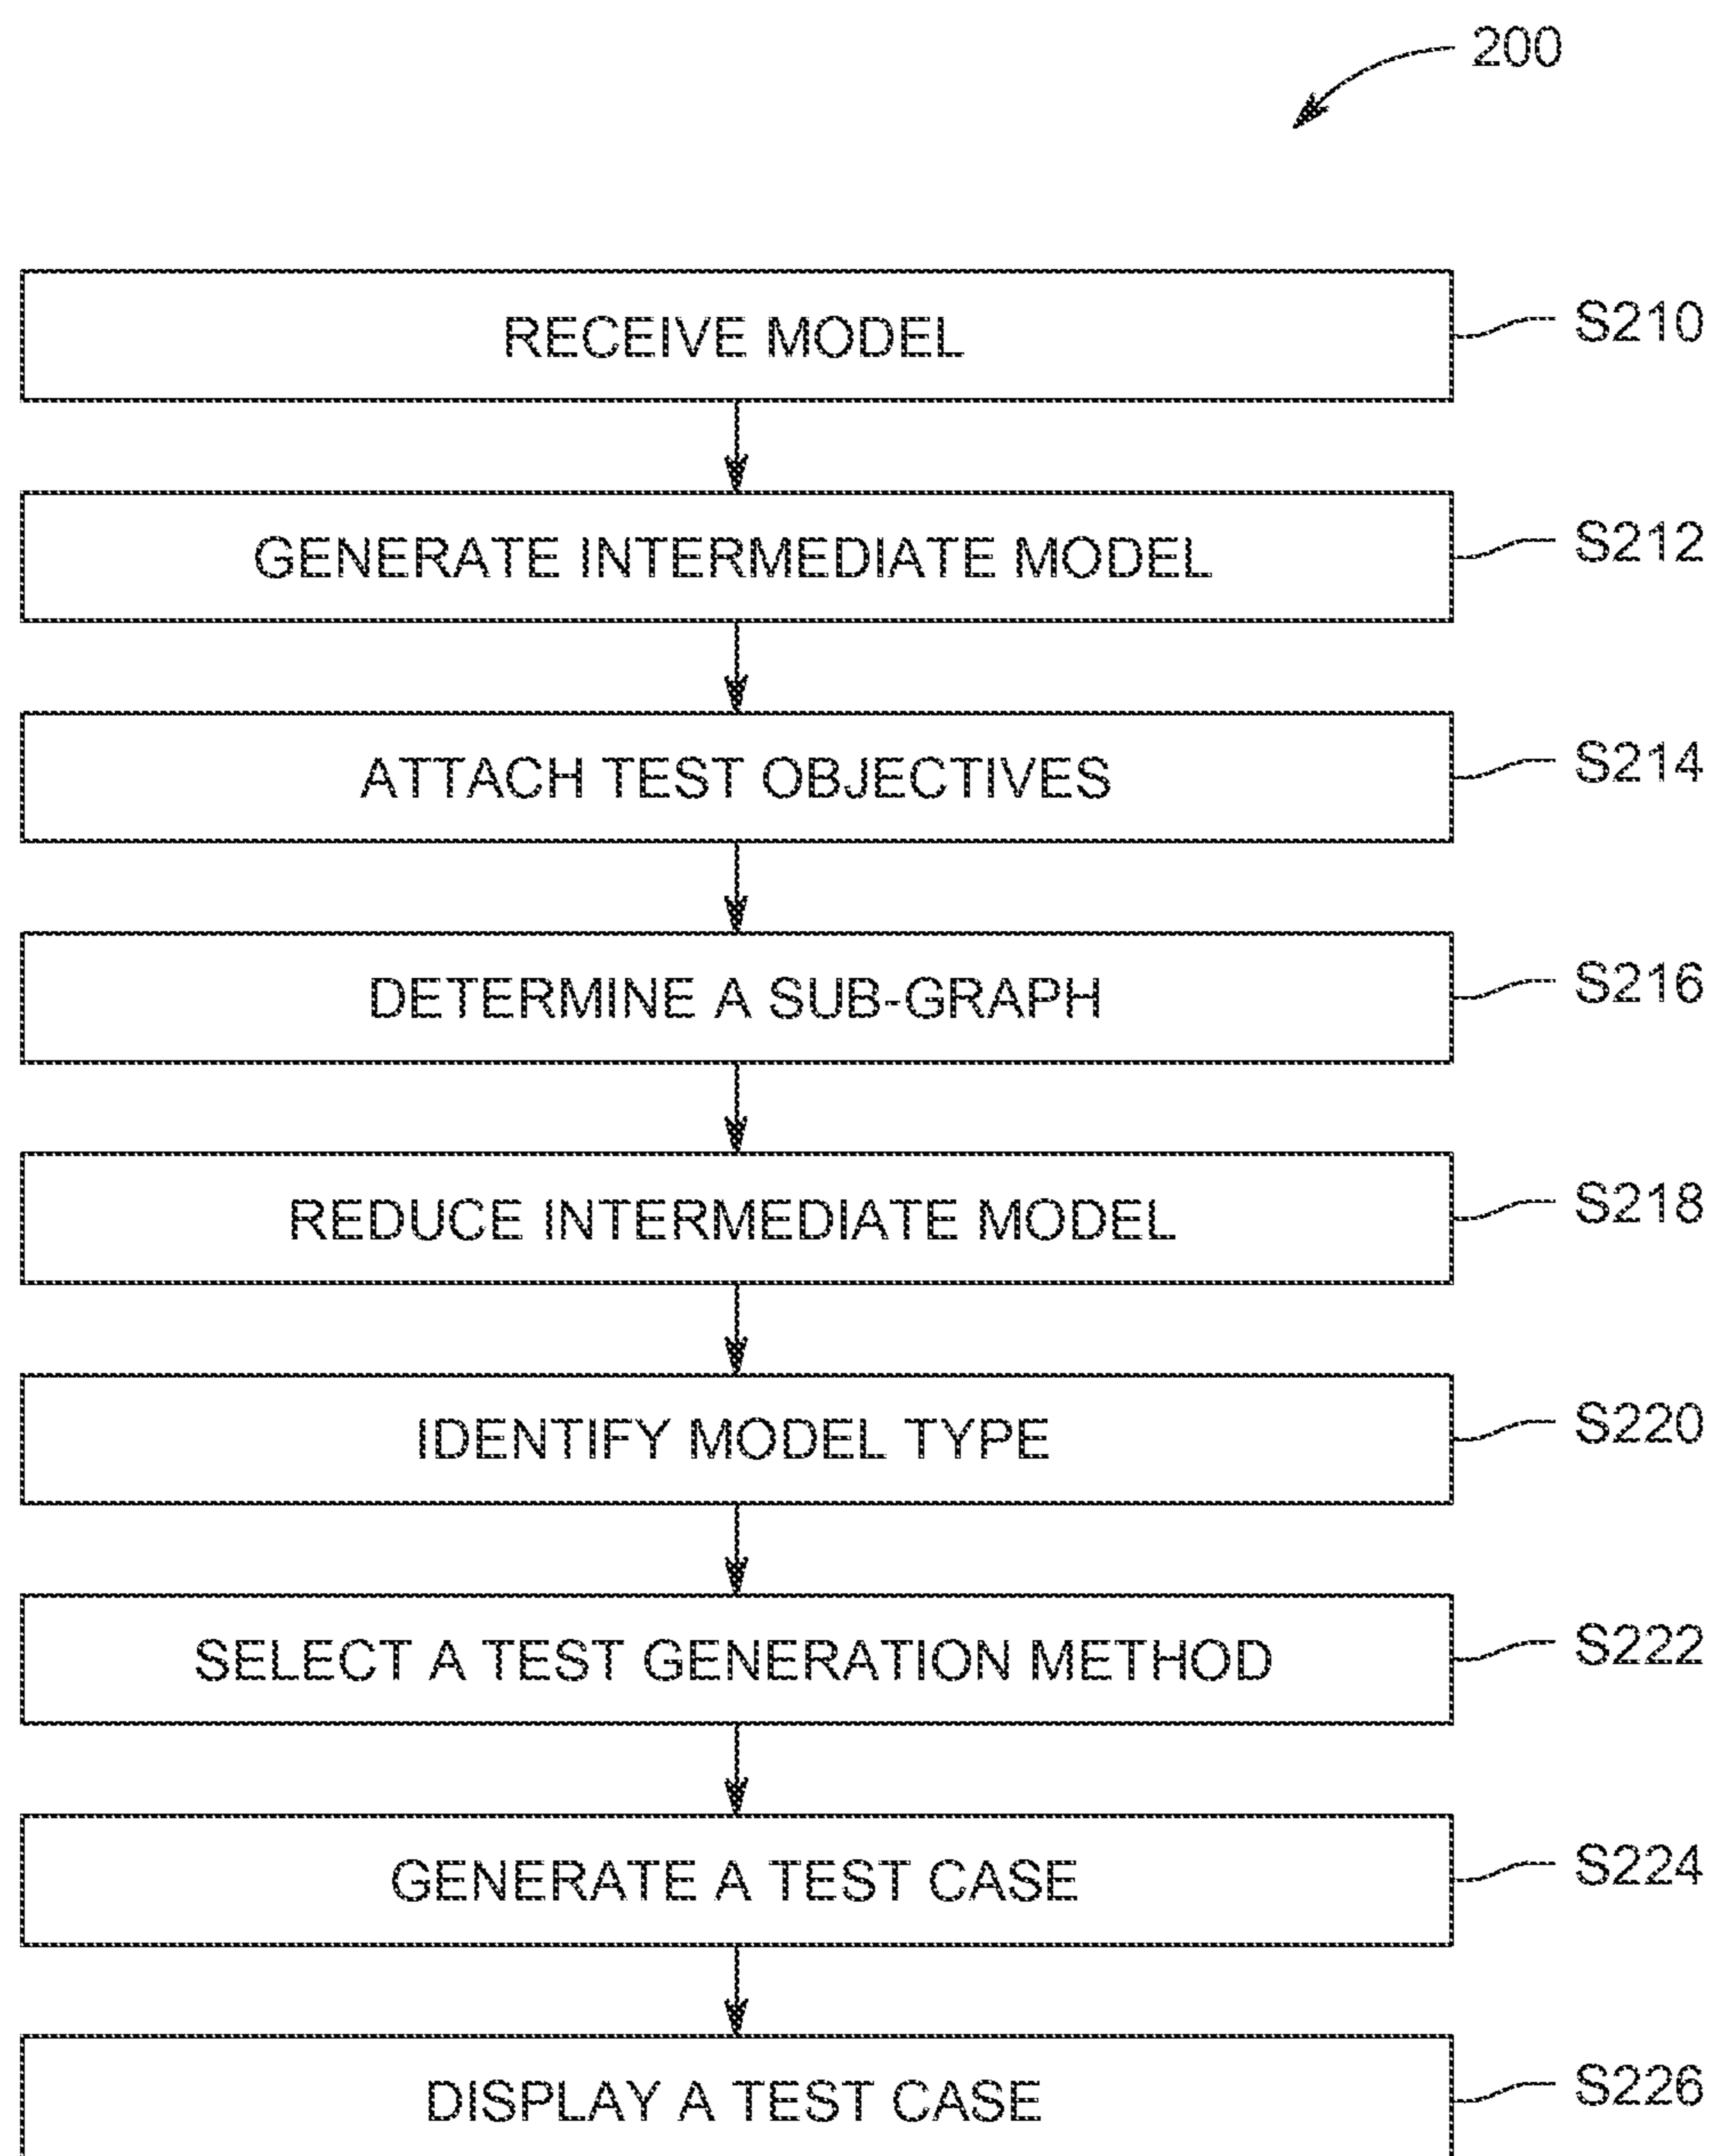 200
RECEIVE MODEL
S210
GENERATE INTERMEDIATE MODEL
S212
ATTACH TEST OBJECTIVES
S214
DETERMINE A SUB-GRAPH
S216
REDUCE INTERMEDIATE MODEL
S218
IDENTIFY MODEL TYPE
S220
SELECT A TEST GENERATION METHOD
S222
GENERATE A TEST CASE
S224
DISPLAY A TEST CASE
S226